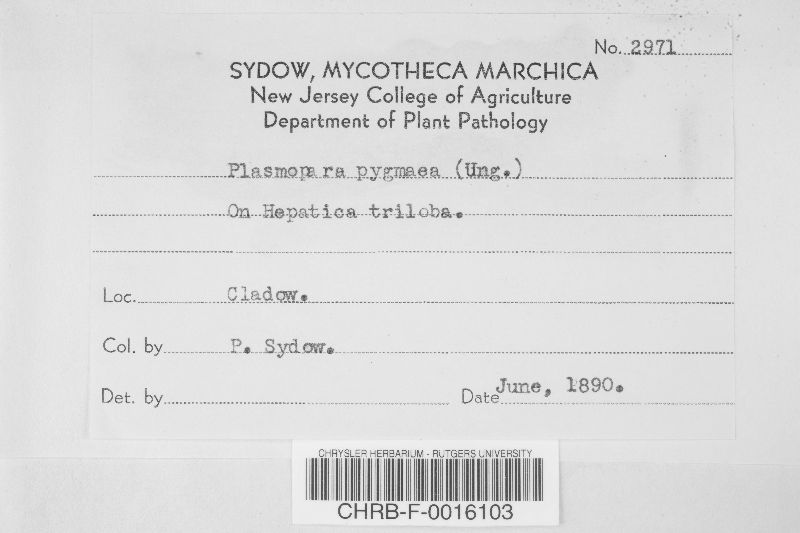 No. 2971
SYDOW, MYCOTHECA MARCHICA
New Jersey College of Agriculture
Department of Plant Pathology
Plasmopara pygmaea (Ung.)
On Hepatica triloba.
Loc. Cladow.
Col. by P. Sydow.
Det. by Date June, 1890.
CHRYSLER HERBARIUM - RUTGERS UNIVERSITY
CHRB-F-0016103